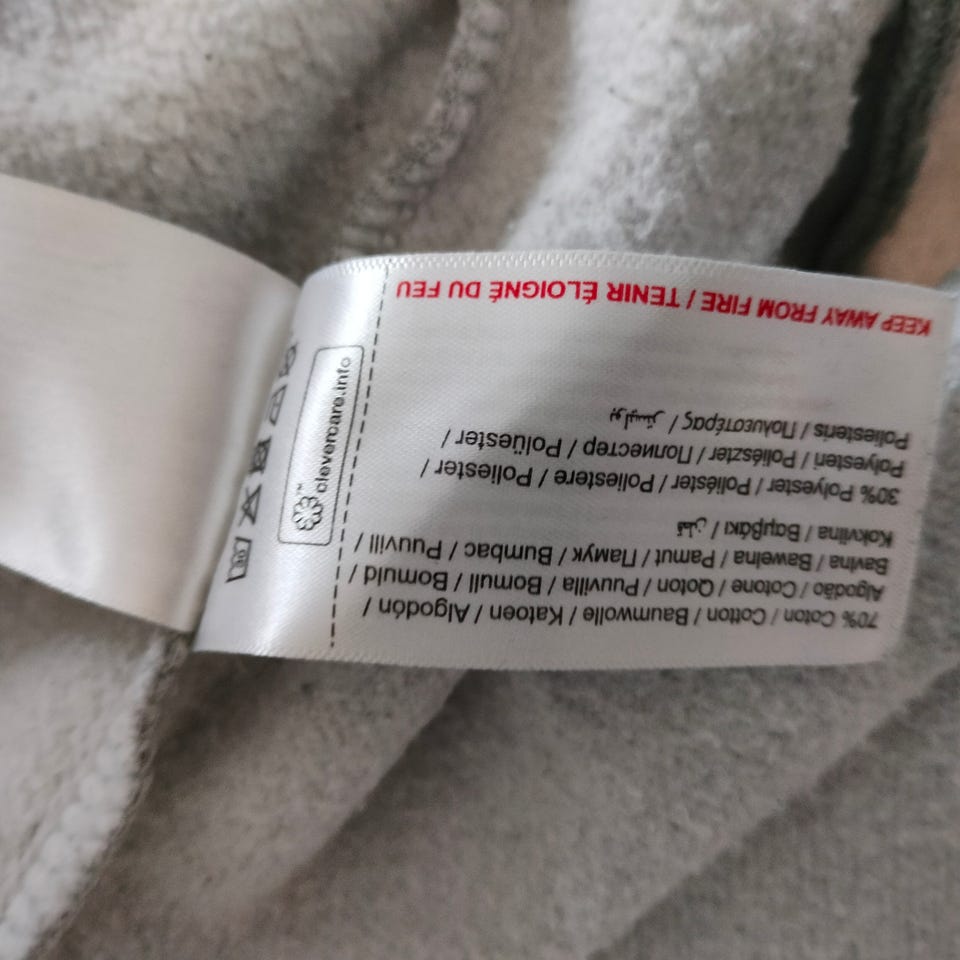 70% Coton / Cotton / Baumwolle / Katoen / Algodón /
Algodão / Cotone / Qoton / Puuvilla / Bomull / Bomuld /
Bavlna / Bawełna / Pamut / Памук / Bumbac / Puuvill /
Kokvilna / Βαμβάκι / قطن
30% Polyester / Poliéster / Poliestere / Poliester /
Polyesteri / Poliészter / Полиестер / Polüester /
Poliesteris / Πολυεστέρας / بوليستر
KEEP AWAY FROM FIRE / TENIR ÉLOIGNÉ DU FEU
clevercare.info